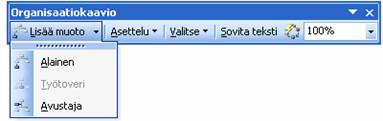 Organisaatiokaavio
Lisää muoto Asettelu Valitse Sovita teksti 100%
Alainen
Työtoveri
Avustaja